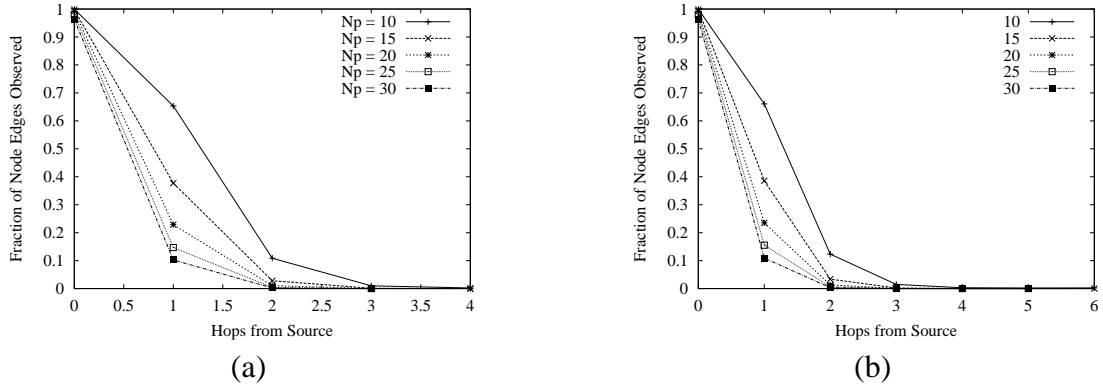 1
0.9
0.8
0.7
0.6
0.5
0.4
0.3
0.2
0.1
0
Fraction of Node Edges Observed
Np = 10
Np = 15
Np = 20
Np = 25
Np = 30
0 0.5 1 1.5 2 2.5 3 3.5 4
Hops from Source
(a)
1
0.9
0.8
0.7
0.6
0.5
0.4
0.3
0.2
0.1
0
Fraction of Node Edges Observed
10
15
20
25
30
0 1 2 3 4 5 6
Hops from Source
(b)